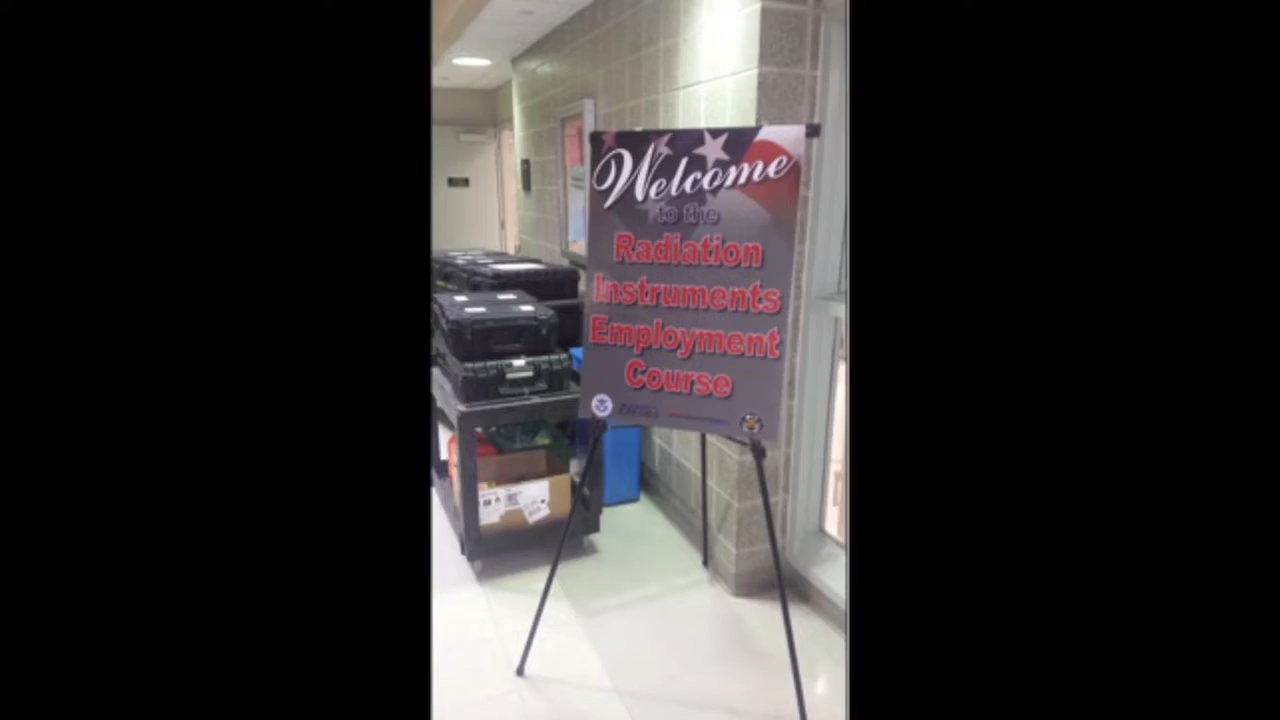 Welcome
to the
Radiation
Instruments
Employment
Course